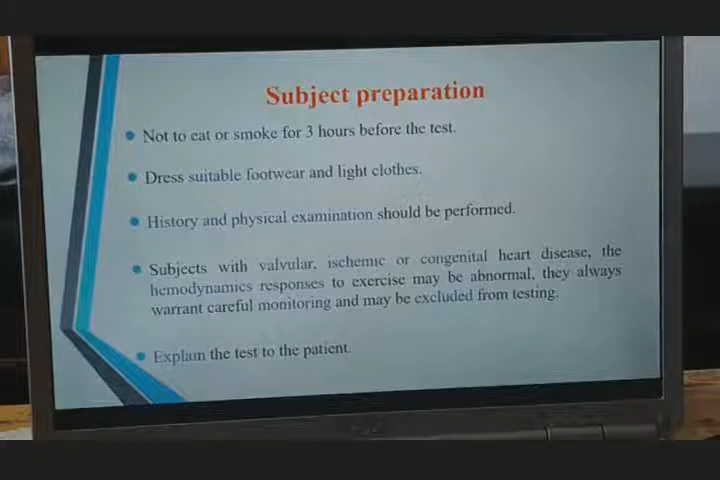 Subject preparation
Not to eat or smoke for 3 hours before the test.
Dress suitable footwear and light clothes.
History and physical examination should be performed.
Subjects with valvular, ischemic or congenital heart disease, the
hemodynamics responses to exercise may be abnormal, they always
warrant careful monitoring and may be excluded from testing.
Explain the test to the patient.